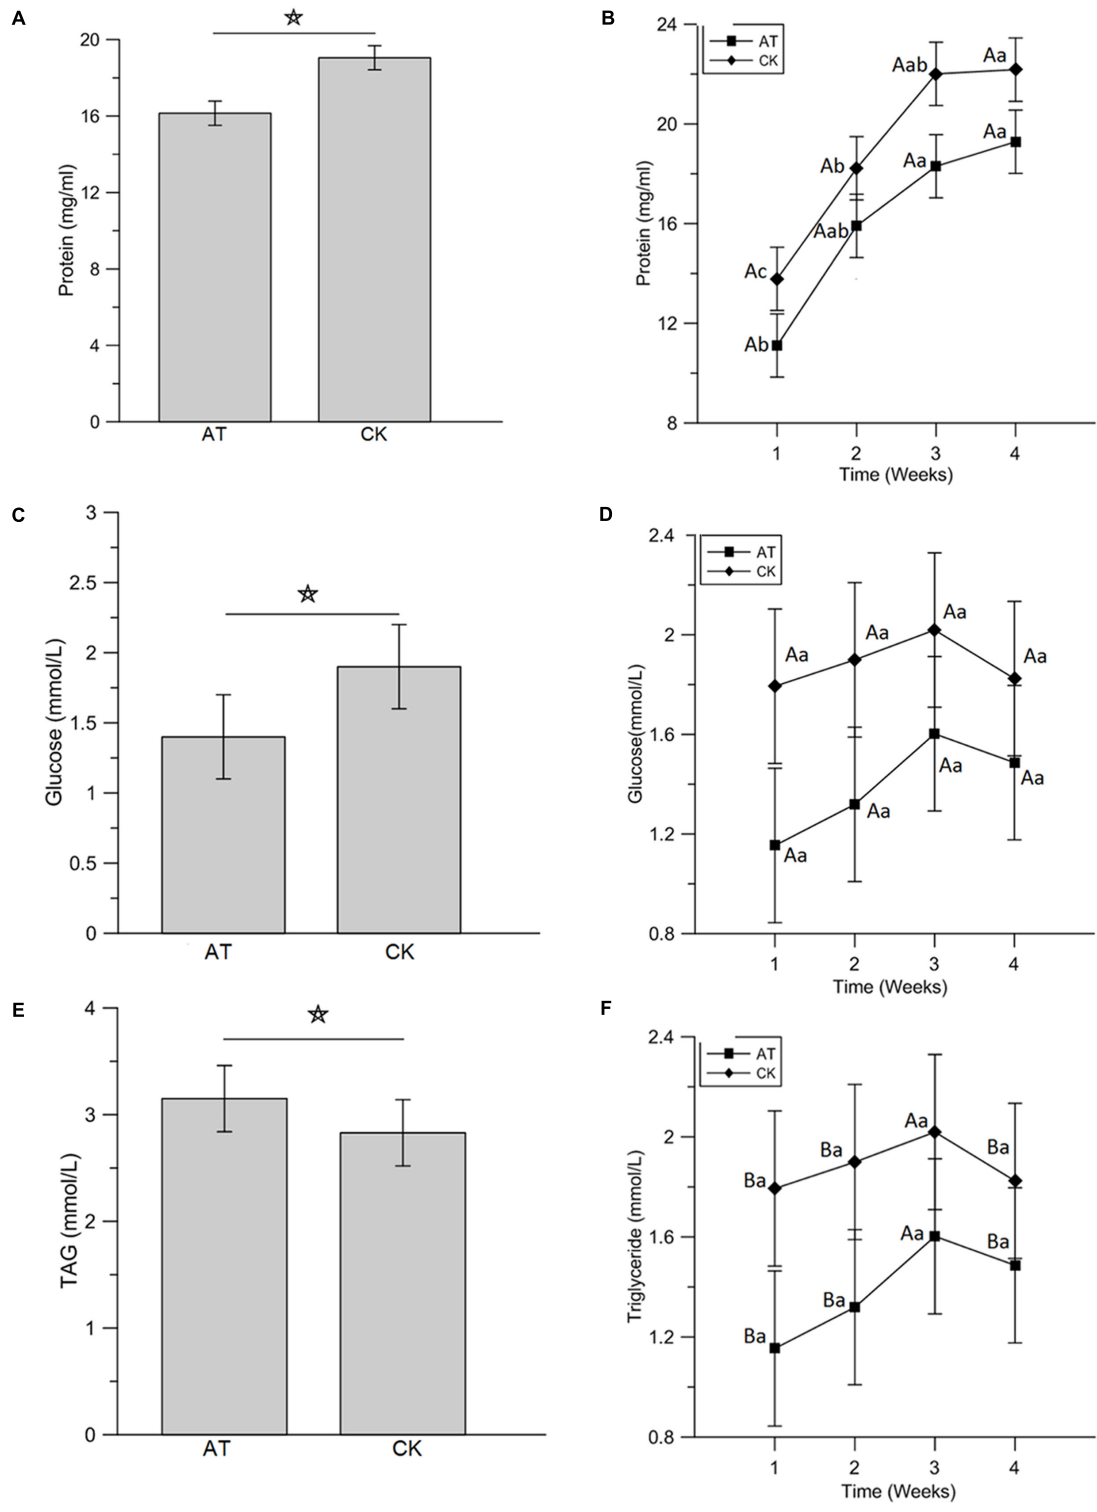 A
20
16
12
8
4
0
Protein (mg/ml)
AT CK
B
24
20
16
12
8
Protein (mg/ml)
AT
CK
Ac
Ab
Aab
Aa
Ab
Aab
Aa
Aa
1 2 3 4
Time (Weeks)
C
3
2.5
2
1.5
1
0.5
0
Glucose (mmol/L)
AT CK
D
2.4
2
1.6
1.2
0.8
Glucose(mmol/L)
AT
CK
Aa
Aa
Aa
Aa
Aa
Aa
Aa
Aa
1 2 3 4
Time (Weeks)
E
4
3
2
1
0
TAG (mmol/L)
AT CK
F
2.4
2
1.6
1.2
0.8
Triglyceride (mmol/L)
AT
CK
Ba
Ba
Aa
Ba
Ba
Ba
Aa
Ba
1 2 3 4
Time (Weeks)